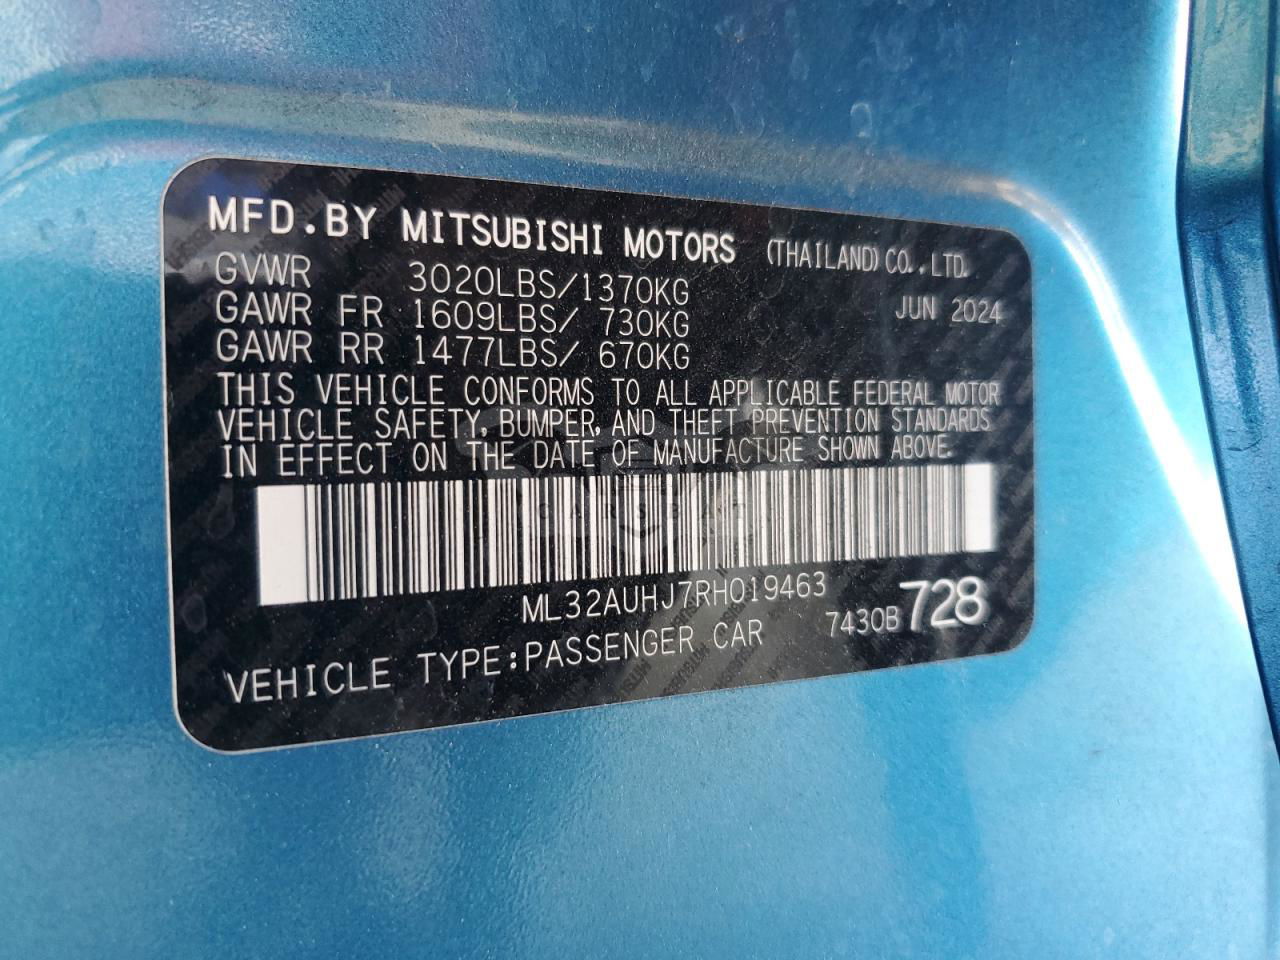 MFD.BY MITSUBISHI MOTORS (THAILAND) CO.,LTD.
GVWR 3020LBS/1370KG
JUN 2024
GAWR FR 1609LBS/ 730KG
GAWR RR 1477LBS/ 670KG
THIS VEHICLE CONFORMS TO ALL APPLICABLE FEDERAL MOTOR
VEHICLE SAFETY, BUMPER, AND THEFT PREVENTION STANDARDS
IN EFFECT ON THE DATE OF MANUFACTURE SHOWN ABOVE.
ML32AUHJ7RH019463
7430B 728
VEHICLE TYPE:PASSENGER CAR